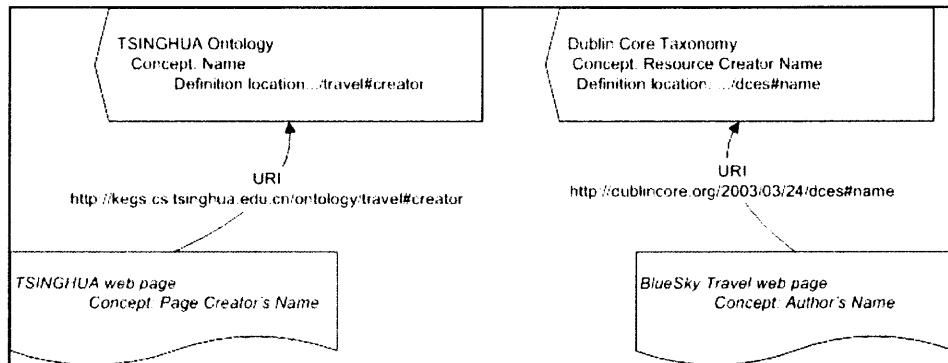 TSINGHUA Ontology
Concept: Name
Definition location:.../travel#creator
Dublin Core Taxonomy
Concept: Resource Creator Name
Definition location: .../dces#name
URI
http://kegs.cs.tsinghua.edu.cn/ontology/travel#creator
URI
http://dublincore.org/2003/03/24/dces#name
TSINGHUA web page
Concept: Page Creator's Name
BlueSky Travel web page
Concept: Author's Name